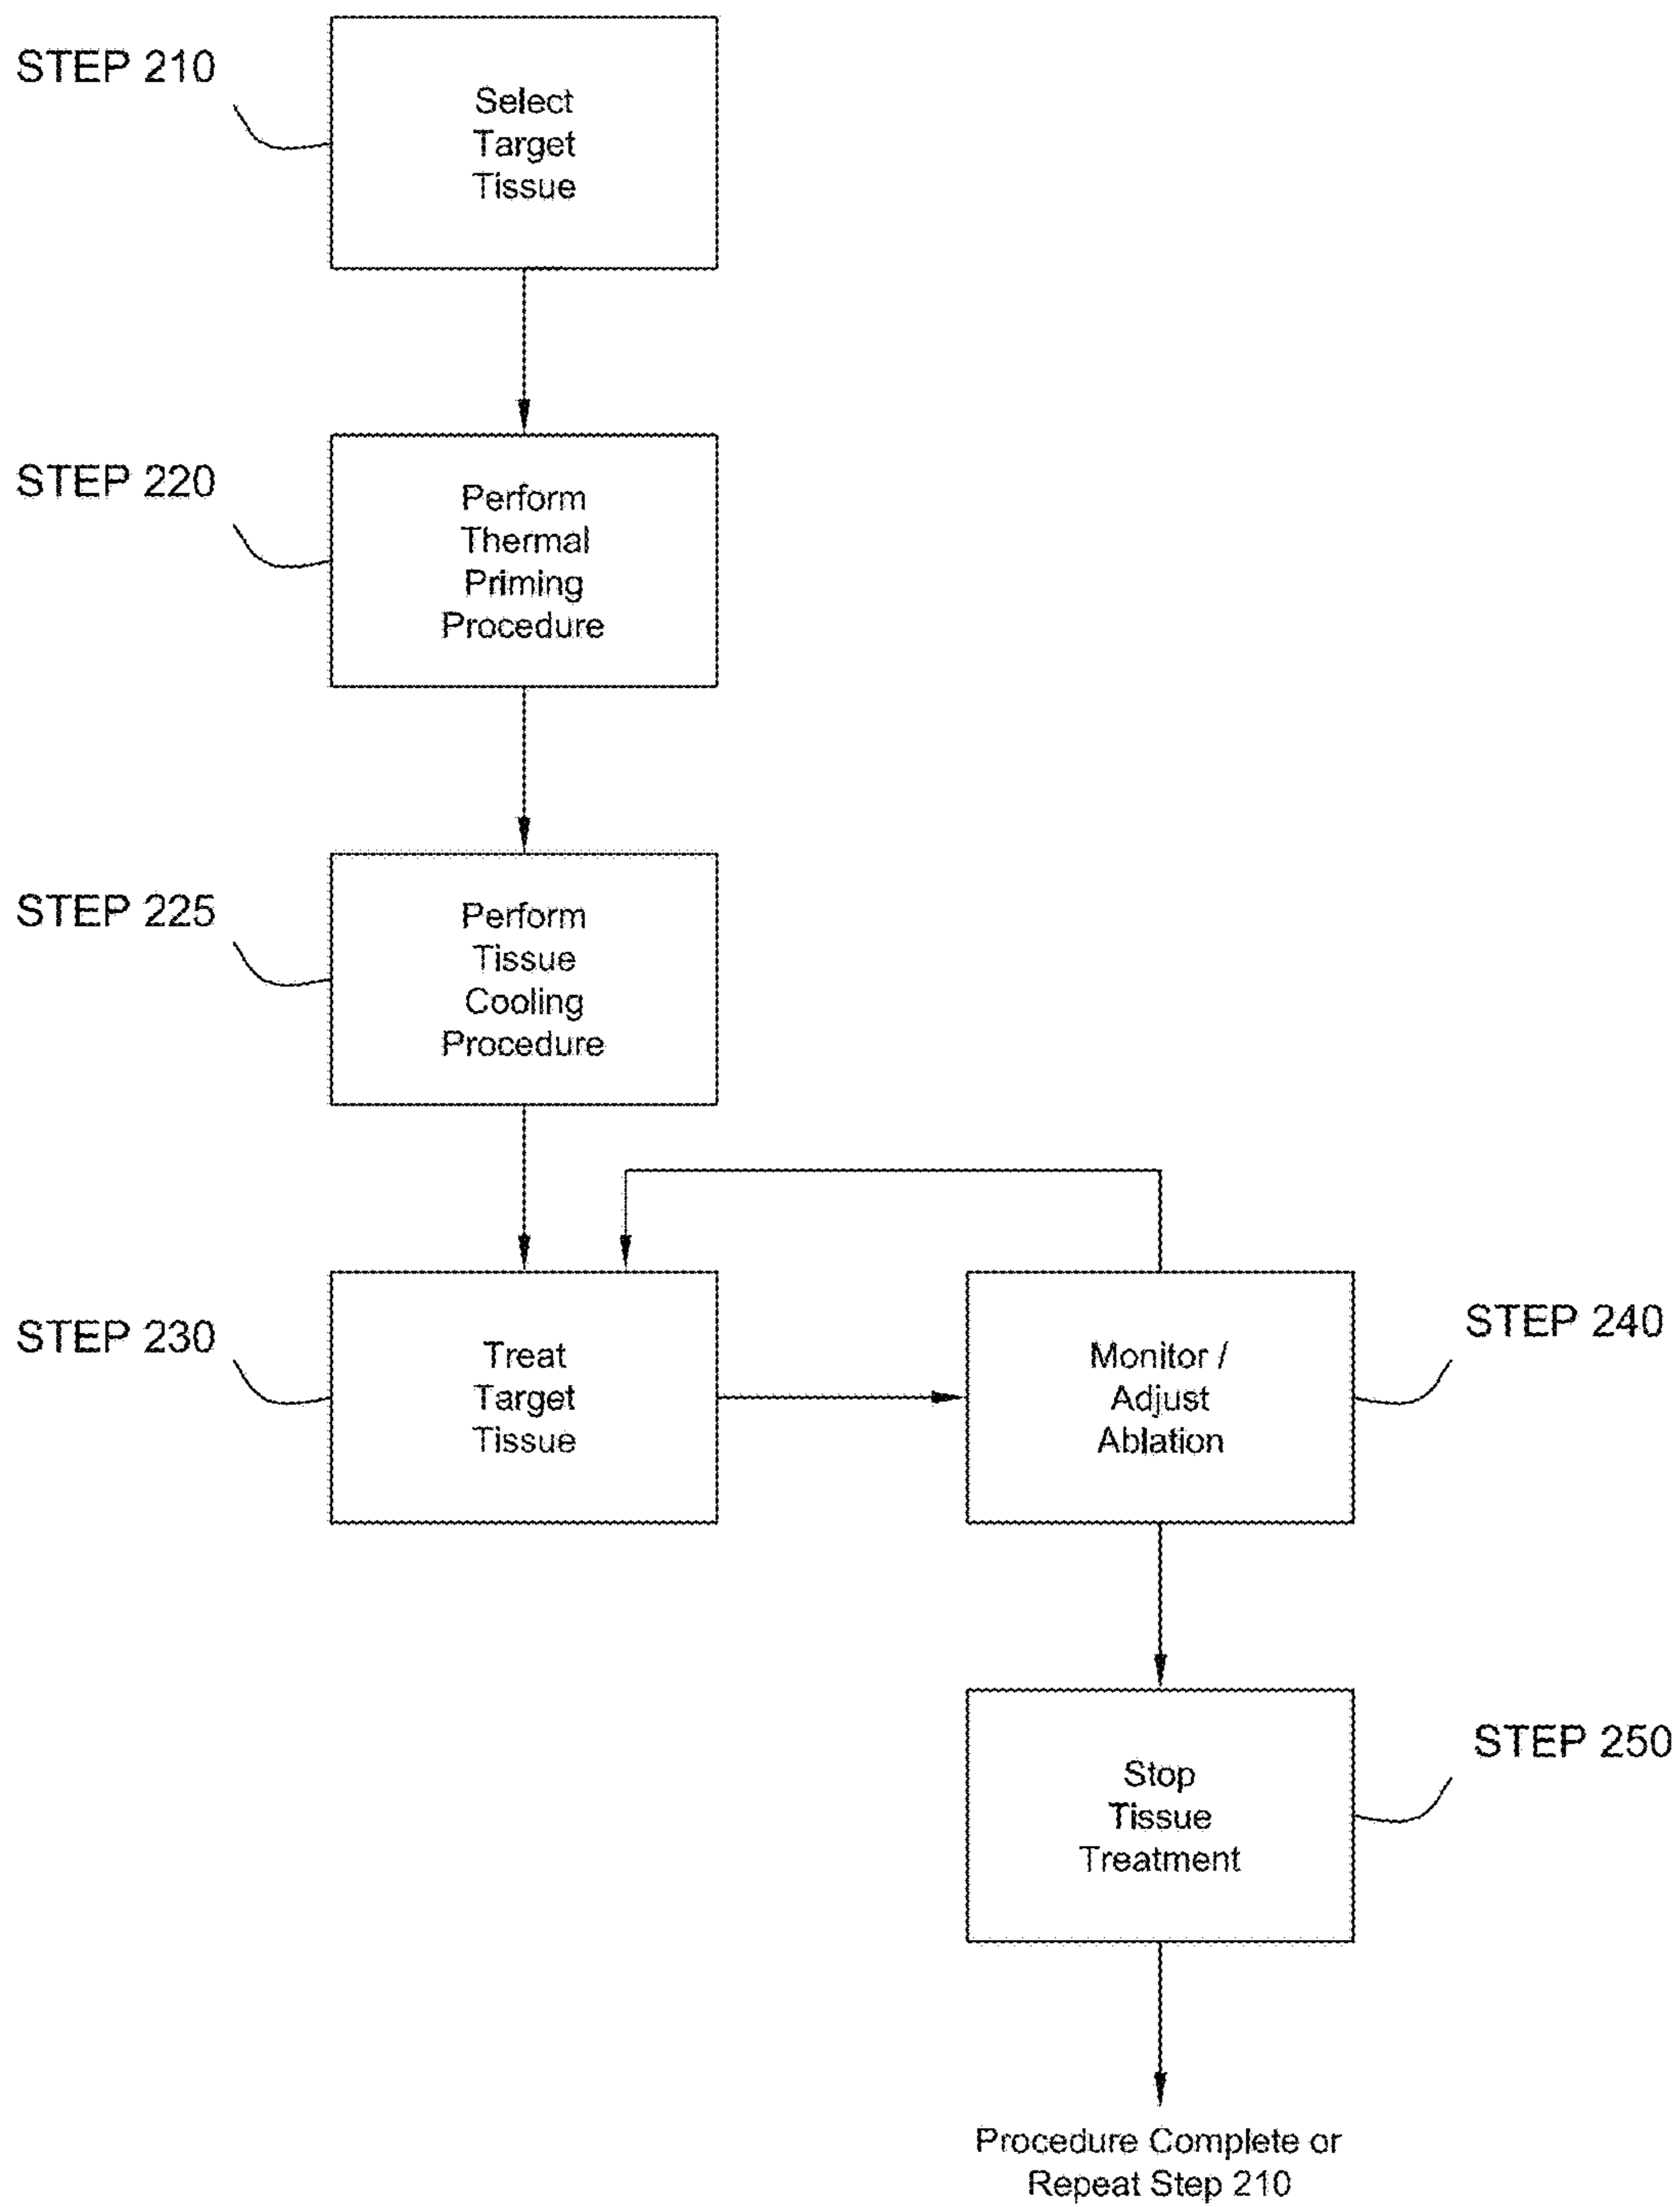 STEP 210
Select
Target
Tissue
STEP 220
Perform
Thermal
Priming
Procedure
STEP 225
Perform
Tissue
Cooling
Procedure
STEP 230
Treat
Target
Tissue
STEP 240
Monitor /
Adjust
Ablation
STEP 250
Stop
Tissue
Treatment
Procedure Complete or
Repeat Step 210